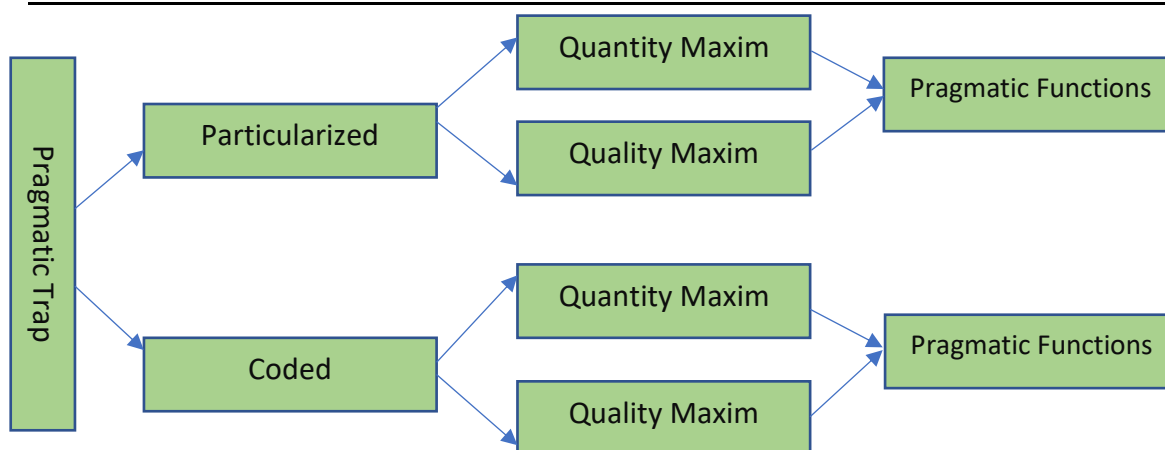 Pragmatic Trap
Particularized
Quantity Maxim
Quality Maxim
Pragmatic Functions
Coded
Quantity Maxim
Quality Maxim
Pragmatic Functions